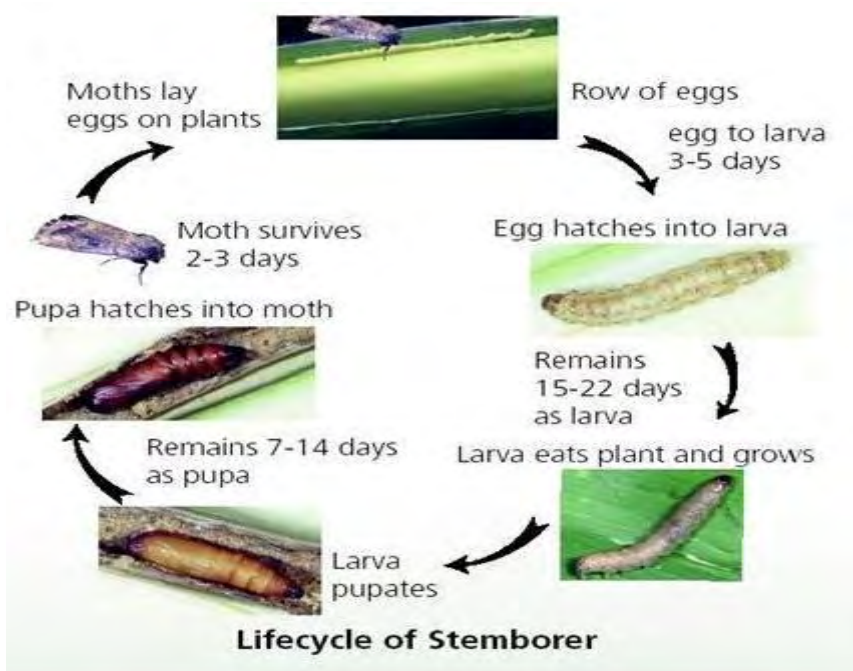 Moths lay
eggs on plants
Row of eggs
egg to larva
3-5 days
Egg hatches into larva
Remains
15-22 days
as larva
Larva eats plant and grows
Larva
pupates
Remains 7-14 days
as pupa
Pupa hatches into moth
Moth survives
2-3 days
Lifecycle of Stemborer